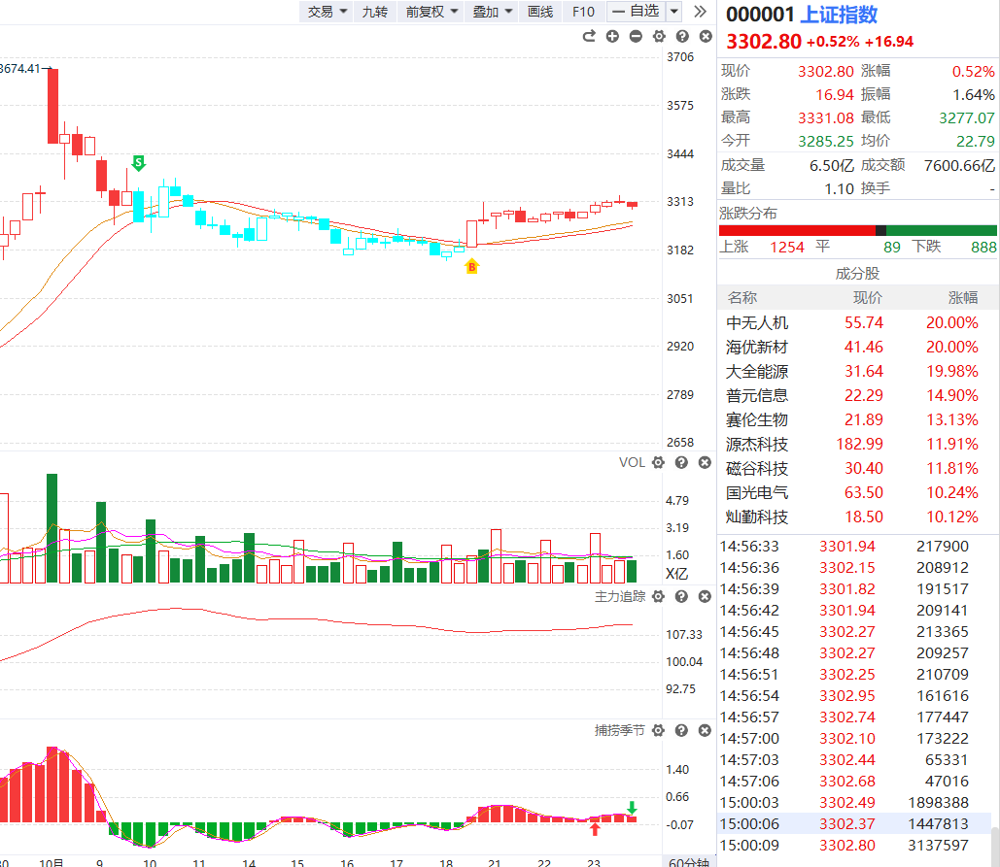 交易 九转 前复权 叠加 画线 F10 自选
000001 上证指数
3302.80 +0.52% +16.94
现价 3302.80 涨幅 0.52%
涨跌 16.94 振幅 1.64%
最高 3331.08 最低 3277.07
今开 3285.25 均价 22.79
成交量 6.50亿 成交额 7600.66亿
量比 1.10 换手 -
涨跌分布
上涨 1254 平 89 下跌 888
成分股
名称 现价 涨幅
中无人机 55.74 20.00%
海优新材 41.46 20.00%
大全能源 31.64 19.98%
普元信息 22.29 14.90%
赛伦生物 21.89 13.13%
源杰科技 182.99 11.91%
磁谷科技 30.40 11.81%
国光电气 63.50 10.24%
灿勤科技 18.50 10.12%
14:56:33 3301.94 217900
14:56:36 3302.15 208912
14:56:39 3301.82 191517
14:56:42 3301.94 209141
14:56:45 3302.27 213365
14:56:48 3302.27 209257
14:56:51 3302.25 210709
14:56:54 3302.95 161616
14:56:57 3302.74 177447
14:57:00 3302.10 173222
14:57:03 3302.44 65331
14:57:06 3302.68 47016
15:00:03 3302.49 1898388
15:00:06 3302.37 1447813
15:00:09 3302.80 3137597
3674.41
S
B
3706
3575
3444
3313
3182
3051
2920
2789
2658
VOL
4.79
3.19
1.60
X亿
主力追踪
107.33
100.04
92.75
捕捞季节
1.40
0.66
-0.07
30 10月 9 10 11 14 15 16 17 18 21 22 23 60分钟